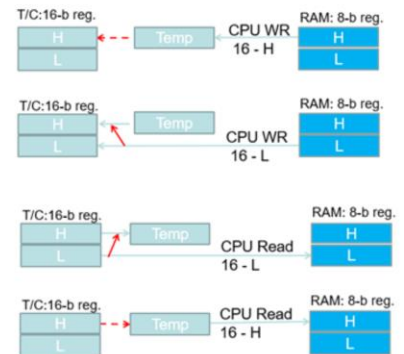 T/C:16-b reg.
RAM: 8-b reg.
H
Temp
CPU WR
H
L
16 - H
L
T/C:16-b reg.
RAM: 8-b reg.
H
Temp
H
L
CPU WR
L
16 - L
T/C:16-b reg.
RAM: 8-b reg.
H
Temp
H
L
CPU Read
L
16 - L
T/C:16-b reg.
RAM: 8-b reg.
H
Temp
CPU Read
H
L
16 - H
L